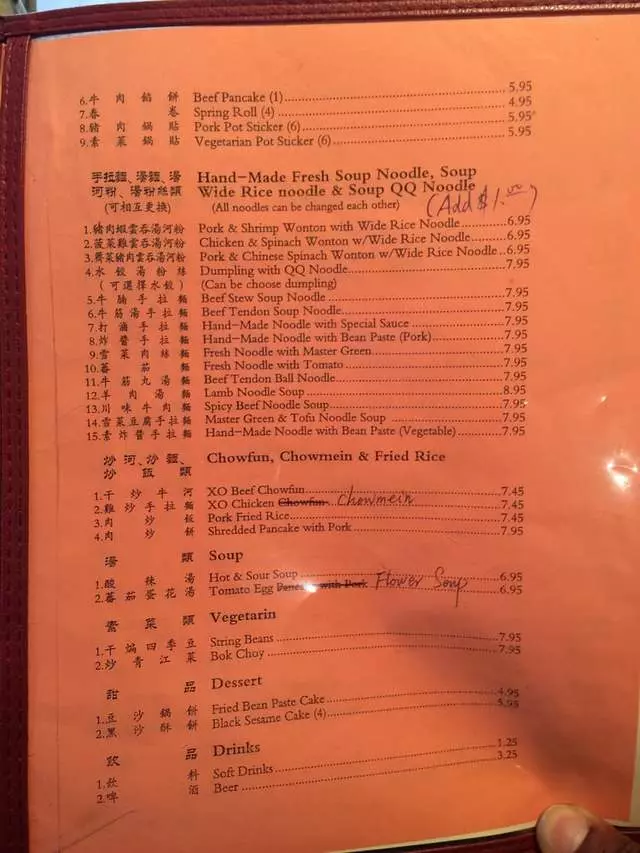 6.牛肉餡餅 Beef Pancake (1) 5.95
7.春卷 Spring Roll (4) 4.95
8.豬肉鍋貼 Pork Pot Sticker (6) 5.95
9.素菜鍋貼 Vegetarian Pot Sticker (6) 5.95
手拉麵、湯麵、湯 Hand-Made Fresh Soup Noodle, Soup
河粉、湯粉絲類 Wide Rice noodle & Soup QQ Noodle
(可相互更換) (All noodles can be changed each other) (Add $1.00)
1.豬肉蝦雲吞湯河粉 Pork & Shrimp Wonton with Wide Rice Noodle 6.95
2.菠菜雞雲吞湯河粉 Chicken & Spinach Wonton w/Wide Rice Noodle 6.95
3.薺菜豬肉雲吞湯河粉 Pork & Chinese Spinach Wonton w/Wide Rice Noodle 6.95
4.水餃湯粉絲 Dumpling with QQ Noodle 7.95
(可選擇水餃) (Can be choose dumpling)
5.牛腩手拉麵 Beef Stew Soup Noodle 7.95
6.牛筋湯手拉麵 Beef Tendon Soup Noodle 7.95
7.打滷手拉麵 Hand-Made Noodle with Special Sauce 7.95
8.炸醬手拉麵 Hand-Made Noodle with Bean Paste (Pork) 7.95
9.雪菜肉絲麵 Fresh Noodle with Master Green 7.95
10.蕃茄麵 Fresh Noodle with Tomato 7.95
11.牛筋丸湯麵 Beef Tendon Ball Noodle 7.95
12.羊肉湯麵 Lamb Noodle Soup 8.95
13.川味牛肉麵 Spicy Beef Noodle Soup 7.95
14.雪菜豆腐手拉麵 Master Green & Tofu Noodle Soup 7.95
15.素炸醬手拉麵 Hand-Made Noodle with Bean Paste (Vegetable) 7.95
炒河、炒麵、 Chowfun, Chowmein & Fried Rice
炒飯類
1.干炒牛河 XO Beef Chowfun 7.45
2.雞炒手拉麵 XO Chicken Chowfun Chowmein 7.45
3.肉炒飯 Pork Fried Rice 7.45
4.肉炒餅 Shredded Pancake with Pork 7.95
湯類 Soup
1.酸辣湯 Hot & Sour Soup 6.95
2.蕃茄蛋花湯 Tomato Egg Pancake with Pork Flower Soup 6.95
素菜類 Vegetarin
1.干煸四季豆 String Beans 7.95
2.炒青江菜 Bok Choy 7.95
甜品 Dessert
1.豆沙鍋餅 Fried Bean Paste Cake 4.95
2.黑沙酥餅 Black Sesame Cake (4) 5.95
飲品 Drinks
1.飲料 Soft Drinks 1.25
2.啤酒 Beer 3.25